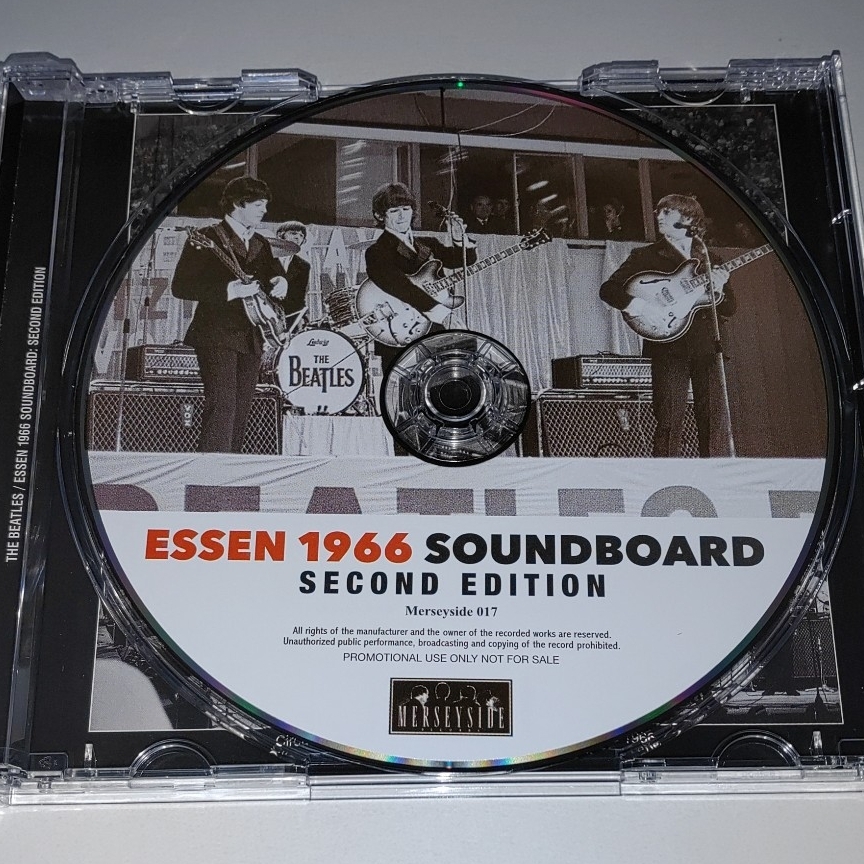 THE BEATLES / ESSEN 1966 SOUNDBOARD: SECOND EDITION
Ludwig
THE
BEATLES
VOX
BEATLES
ESSEN 1966 SOUNDBOARD
SECOND EDITION
Merseyside 017
All rights of the manufacturer and the owner of the recorded works are reserved.
Unauthorized public performance, broadcasting and copying of the record prohibited.
PROMOTIONAL USE ONLY NOT FOR SALE
MERSEYSIDE